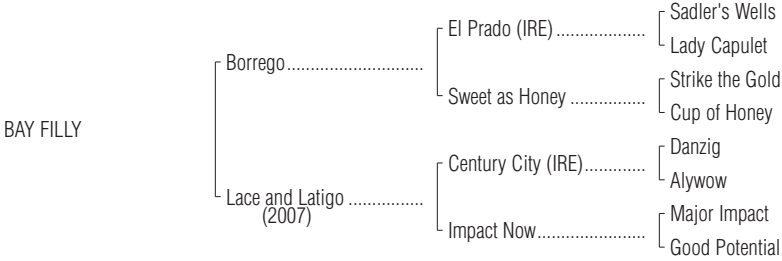 Sadler's Wells
El Prado (IRE) ...................
Lady Capulet
Borrego.............................
Strike the Gold
Sweet as Honey ................
Cup of Honey
BAY FILLY
Danzig
Century City (IRE).............
Alywow
Lace and Latigo ................
(2007)
Major Impact
Impact Now.......................
Good Potential